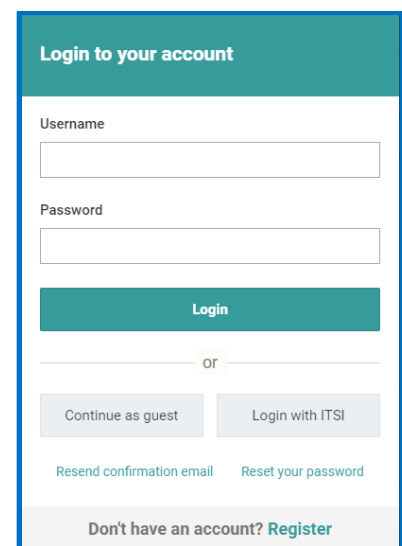 Login to your account
Username
Password
Login
or
Continue as guest
Login with ITSI
Resend confirmation email
Reset your password
Don't have an account? Register